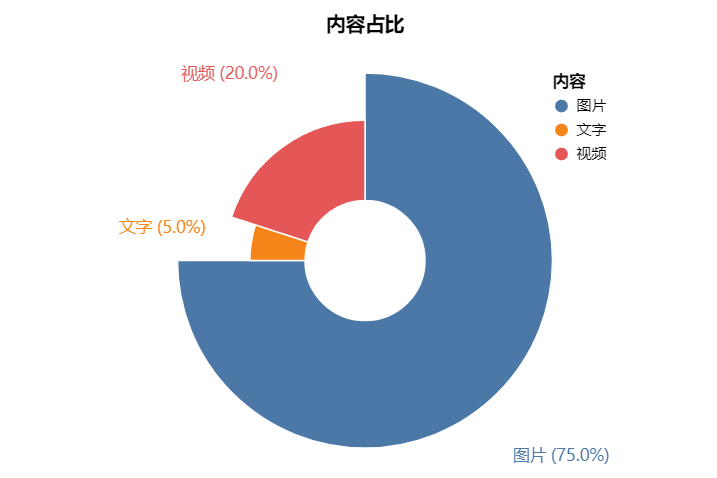 内容占比
视频 (20.0%)
内容
图片
文字
视频
文字 (5.0%)
图片 (75.0%)